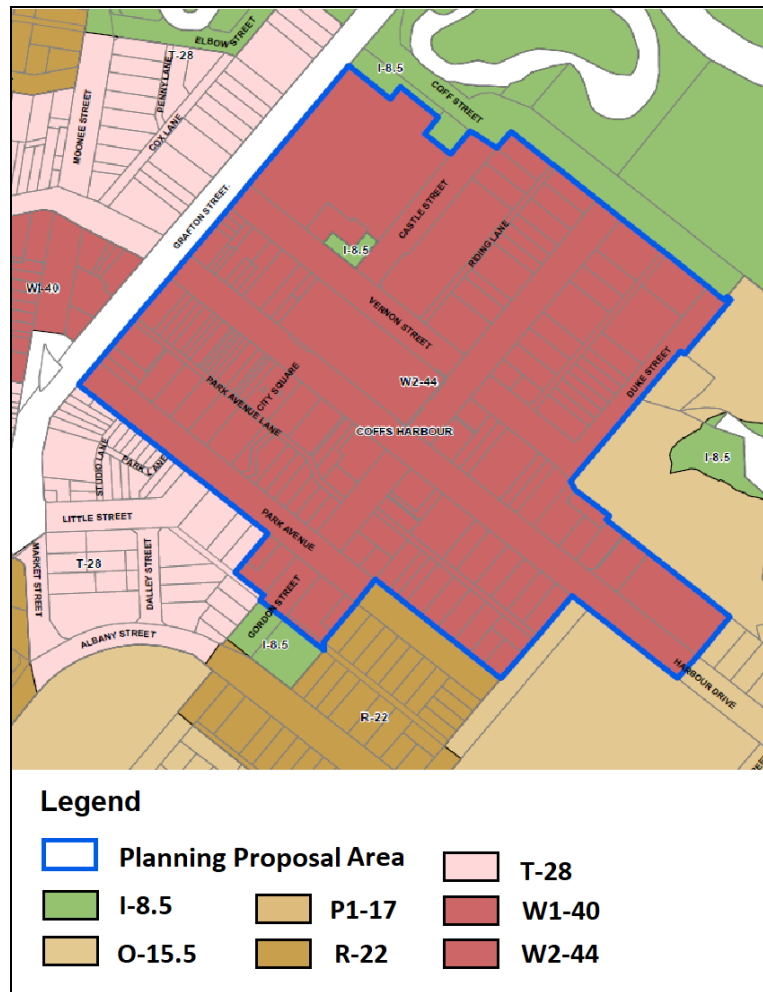 ELBOW STREET
T-28
I-8.5
PENNY LANE
COFF STREET
MOONEE STREET
COX LANE
GRAFTON STREET
CASTLE STREET
RIDING LANE
I-8.5
WI-40
VERNON STREET
DUKE STREET
W2-44
CITY SQUARE
PARK AVENUE LANE
COFFS HARBOUR
I-8.5
STUDIO LANE
PARK LANE
LITTLE STREET
PARK AVENUE
MARKET STREET
T-28
DALLEY STREET
GORDON STREET
ALBANY STREET
I-8.5
HARBOUR DRIVE
R-22
Legend
Planning Proposal Area
T-28
I-8.5
P1-17
W1-40
O-15.5
R-22
W2-44